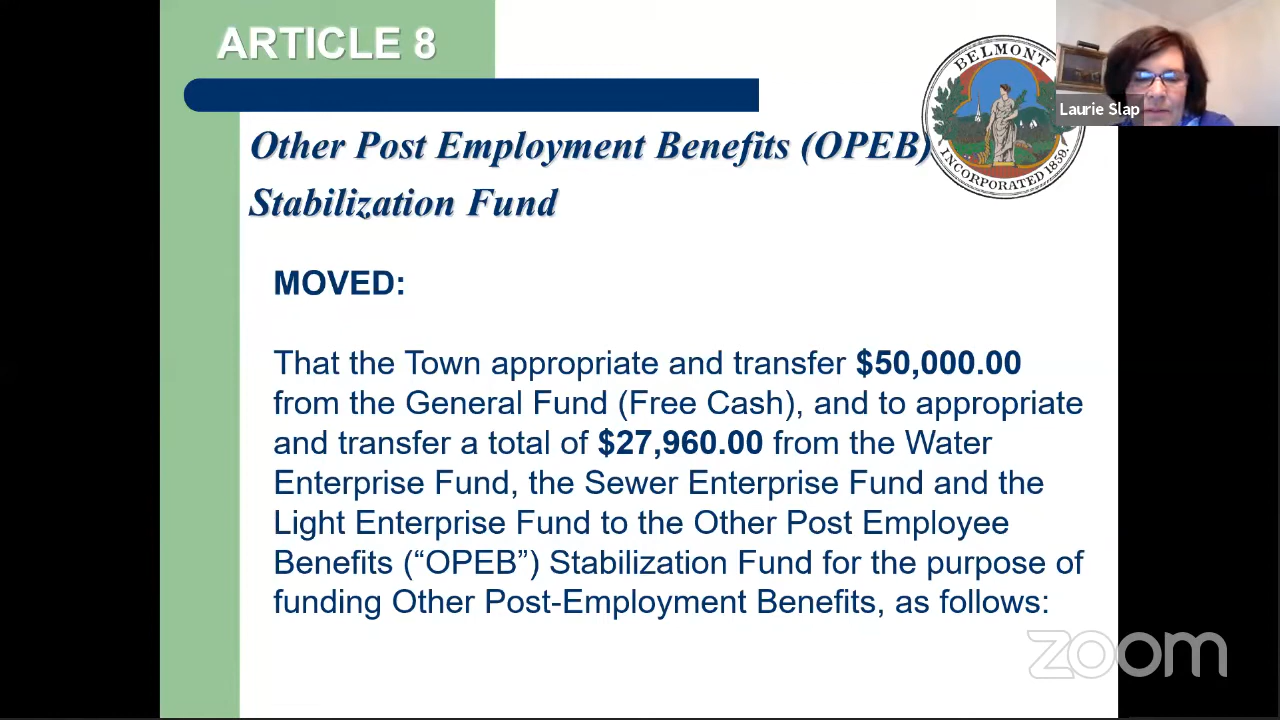 ARTICLE 8
BELMONT
INCORPORATED 1859.
Laurie Slap
Other Post Employment Benefits (OPEB)
Stabilization Fund
MOVED:
That the Town appropriate and transfer $50,000.00
from the General Fund (Free Cash), and to appropriate
and transfer a total of $27,960.00 from the Water
Enterprise Fund, the Sewer Enterprise Fund and the
Light Enterprise Fund to the Other Post Employee
Benefits (“OPEB”) Stabilization Fund for the purpose of
funding Other Post-Employment Benefits, as follows:
zoom